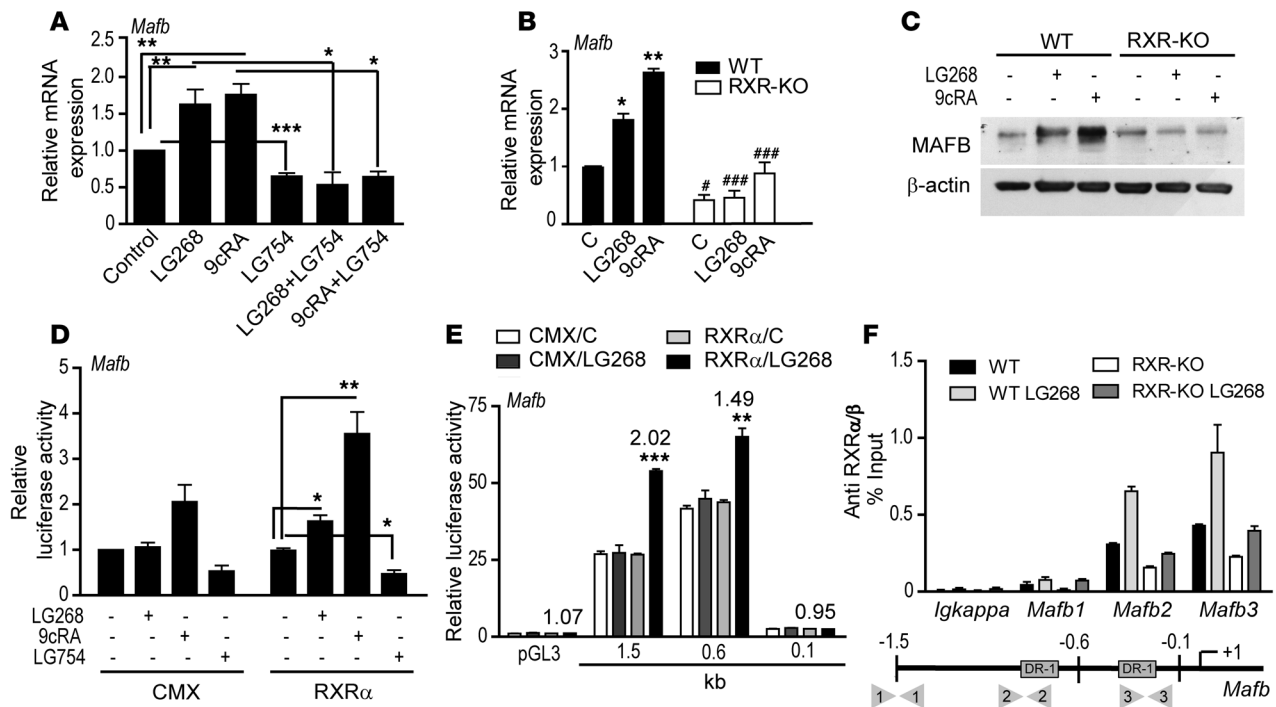 A
Mafb
Relative mRNA
expression
2.5
2.0
1.5
1.0
0.5
0
**
**
***
*
*
Control
LG268
9cRA
LG754
LG268+LG754
9cRA+LG754
B
Mafb
Relative mRNA
expression
3
2
1
0
*
**
#
###
###
WT
RXR-KO
C
LG268
9cRA
C
LG268
9cRA
C
WT RXR-KO
LG268 - + - - + -
9cRA - - + - - +
MAFB
β-actin
D
Mafb
Relative
luciferase activity
5
4
3
2
1
0
**
*
*
LG268 - + - - - + - -
9cRA - - + - - - + -
LG754 - - - + - - - +
CMX RXRα
E
CMX/C RXRα/C
CMX/LG268 RXRα/LG268
Mafb
Relative luciferase activity
75
50
25
0
1.07
2.02
***
1.49
**
0.95
pGL3 1.5 0.6 0.1
kb
F
WT RXR-KO
WT LG268 RXR-KO LG268
Anti RXRα/β
% Input
1.5
1.0
0.5
0
Igkappa Mafb1 Mafb2 Mafb3
-1.5 -0.6 -0.1
+1
DR-1 DR-1
Mafb
1 1 2 2 3 3